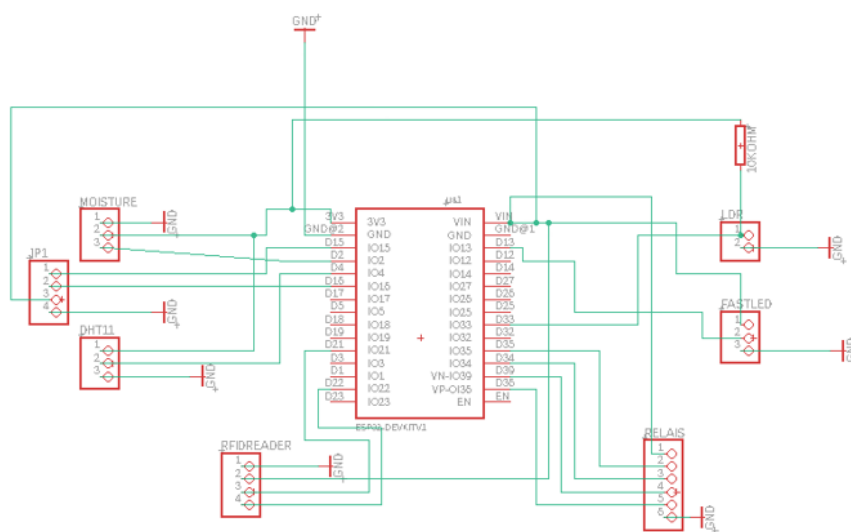 GND
10KOHM
MOISTURE
1
2
3
GND
JP1
1
2
3
4
GND
DHT11
1
2
3
GND
3V3
GND@2
D15
D2
D4
D16
D17
D5
D18
D19
D21
D3
D1
D22
D23
3V3
GND
IO15
IO2
IO4
IO16
IO17
IO5
IO18
IO19
IO21
IO3
IO1
IO22
IO23
VIN
GND
IO13
IO12
IO14
IO27
IO26
IO25
IO33
IO32
IO35
IO34
VN-IO39
VP-OI36
EN
VIN
GND@1
D13
D12
D14
D27
D26
D25
D33
D32
D35
D34
D39
D36
EN
ESP32-DEVKITV1
LDR
1
2
GND
FASTLED
1
2
3
GND
RFIDREADER
1
2
3
4
GND
RELAIS
1
2
3
4
5
6
GND